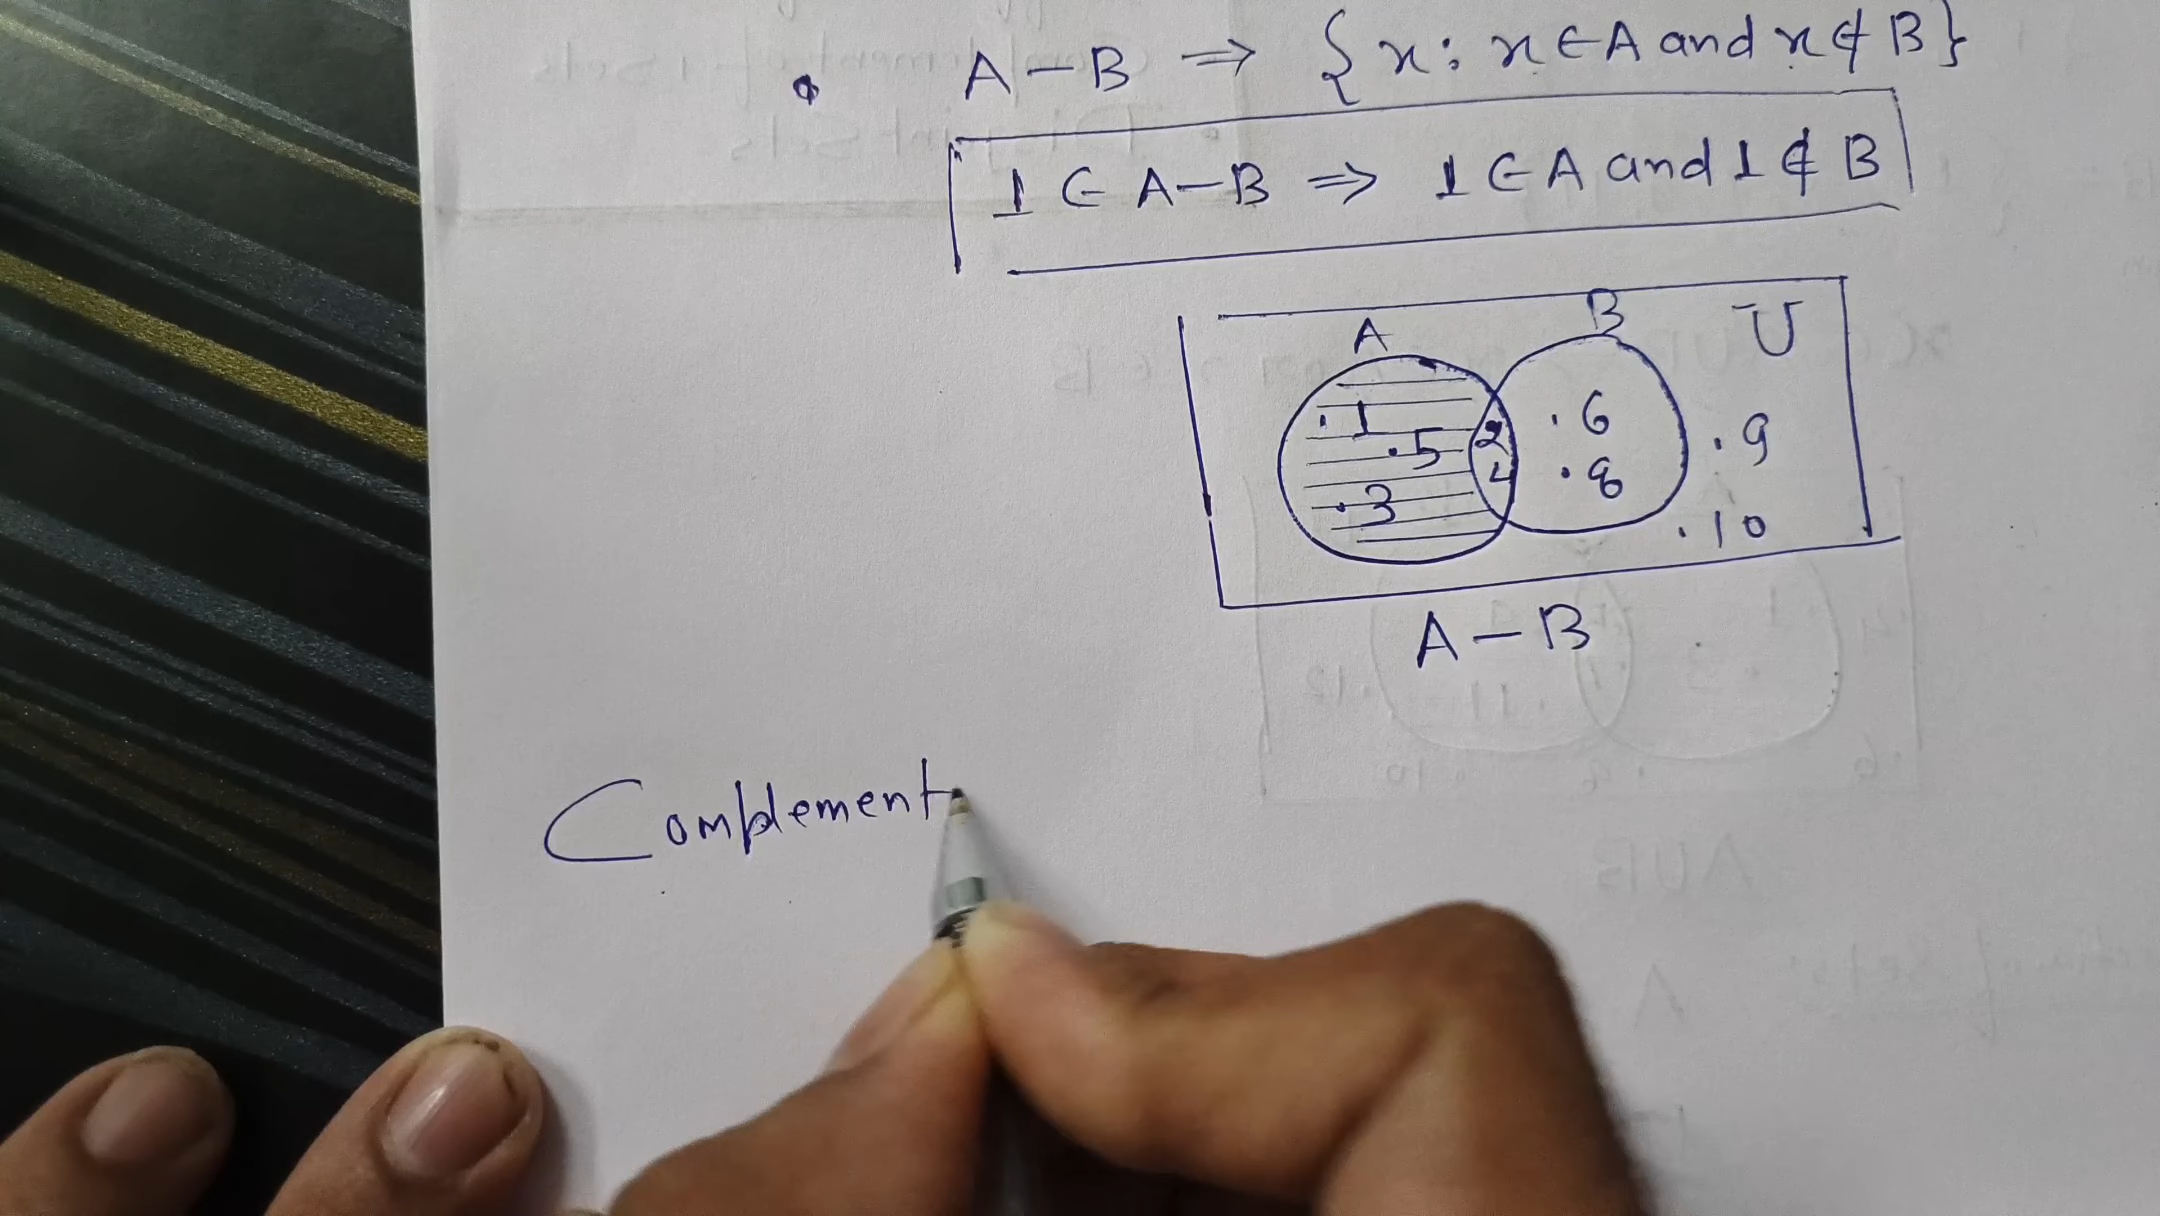 A - B ⇒ {x : x ∈ A and x ∉ B}
1 ∈ A - B ⇒ 1 ∈ A and 1 ∉ B
A B U
.1 .5 .3 2 4 .6 .8 .9 .10
A - B
Complement